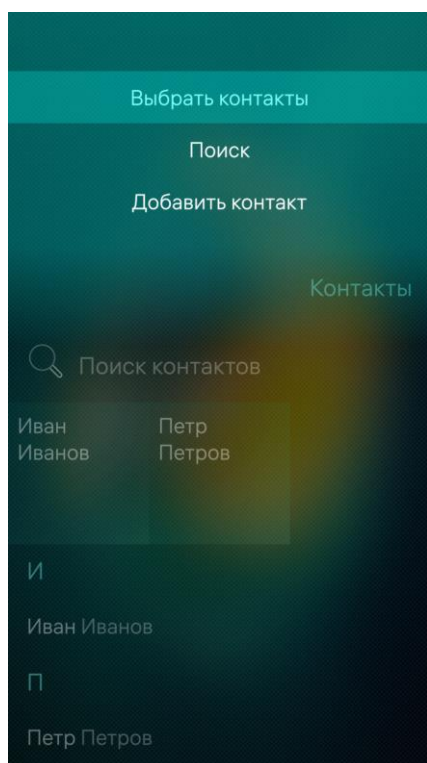 Выбрать контакты
Поиск
Добавить контакт
Контакты
Поиск контактов
Иван
Иванов
Петр
Петров
И
Иван Иванов
П
Петр Петров